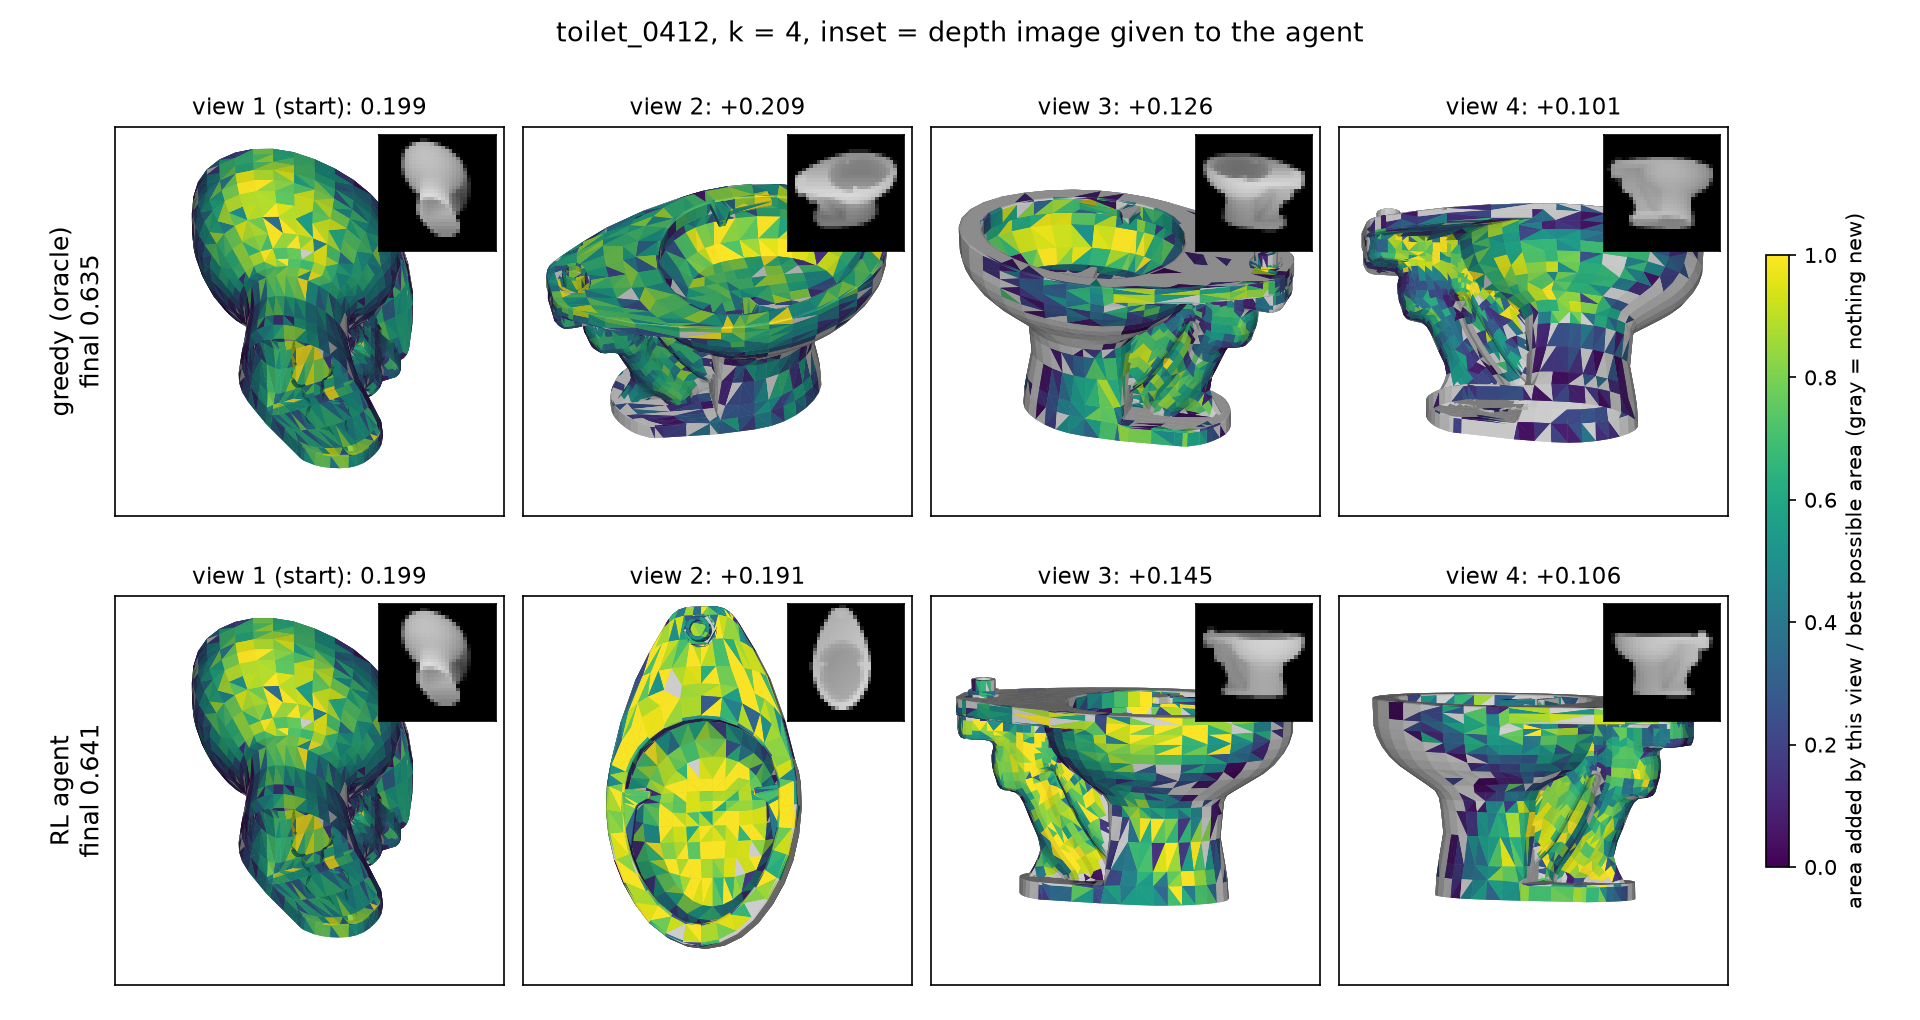 toilet_0412, k = 4, inset = depth image given to the agent
greedy (oracle)
final 0.635
view 1 (start): 0.199
view 2: +0.209
view 3: +0.126
view 4: +0.101
RL agent
final 0.641
view 1 (start): 0.199
view 2: +0.191
view 3: +0.145
view 4: +0.106
1.0
0.8
0.6
0.4
0.2
0.0
area added by this view / best possible area (gray = nothing new)